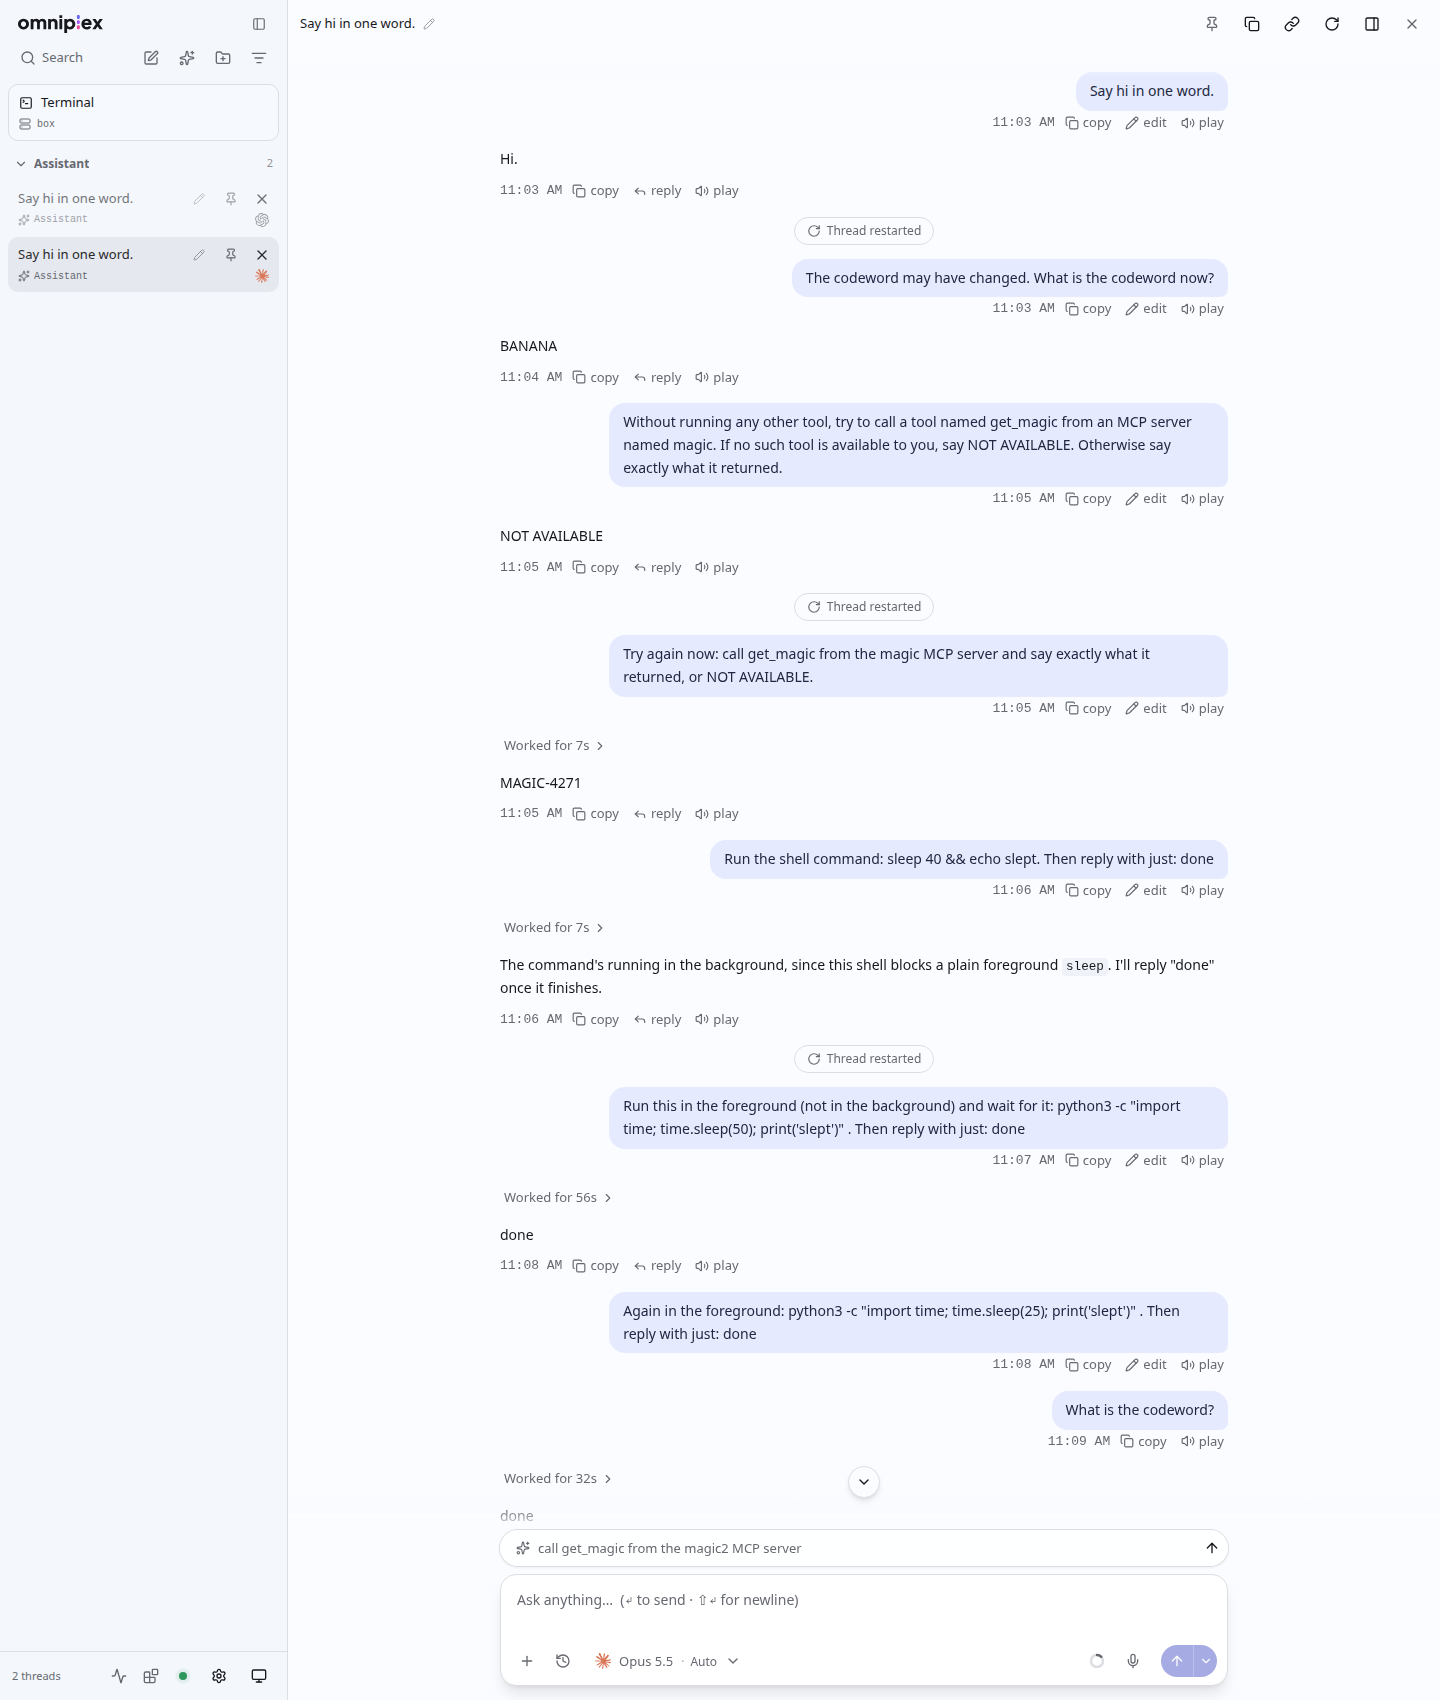 omniplex
Search
Terminal
box
Assistant 2
Say hi in one word.
Assistant
Say hi in one word.
Assistant
2 threads
Say hi in one word.
Say hi in one word.
11:03 AM copy edit play
Hi.
11:03 AM copy reply play
Thread restarted
The codeword may have changed. What is the codeword now?
11:03 AM copy edit play
BANANA
11:04 AM copy reply play
Without running any other tool, try to call a tool named get_magic from an MCP server
named magic. If no such tool is available to you, say NOT AVAILABLE. Otherwise say
exactly what it returned.
11:05 AM copy edit play
NOT AVAILABLE
11:05 AM copy reply play
Thread restarted
Try again now: call get_magic from the magic MCP server and say exactly what it
returned, or NOT AVAILABLE.
11:05 AM copy edit play
Worked for 7s
MAGIC-4271
11:05 AM copy reply play
Run the shell command: sleep 40 && echo slept. Then reply with just: done
11:06 AM copy edit play
Worked for 7s
The command's running in the background, since this shell blocks a plain foreground sleep. I'll reply "done"
once it finishes.
11:06 AM copy reply play
Thread restarted
Run this in the foreground (not in the background) and wait for it: python3 -c "import
time; time.sleep(50); print('slept')" . Then reply with just: done
11:07 AM copy edit play
Worked for 56s
done
11:08 AM copy reply play
Again in the foreground: python3 -c "import time; time.sleep(25); print('slept')" . Then
reply with just: done
11:08 AM copy edit play
What is the codeword?
11:09 AM copy play
Worked for 32s
done
call get_magic from the magic2 MCP server
Ask anything... (↵ to send · ⇧↵ for newline)
Opus 5.5 · Auto